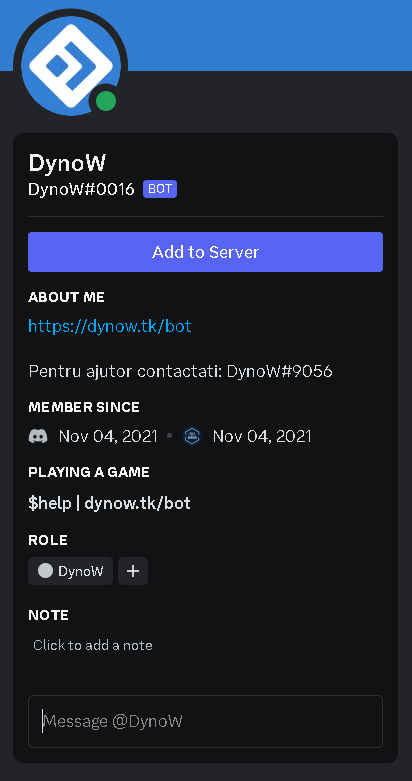 DynoW
DynoW#0016 BOT
Add to Server
ABOUT ME
https://dynow.tk/bot
Pentru ajutor contactati: DynoW#9056
MEMBER SINCE
Nov 04, 2021 • Nov 04, 2021
PLAYING A GAME
$help | dynow.tk/bot
ROLE
DynoW +
NOTE
Click to add a note
Message @DynoW